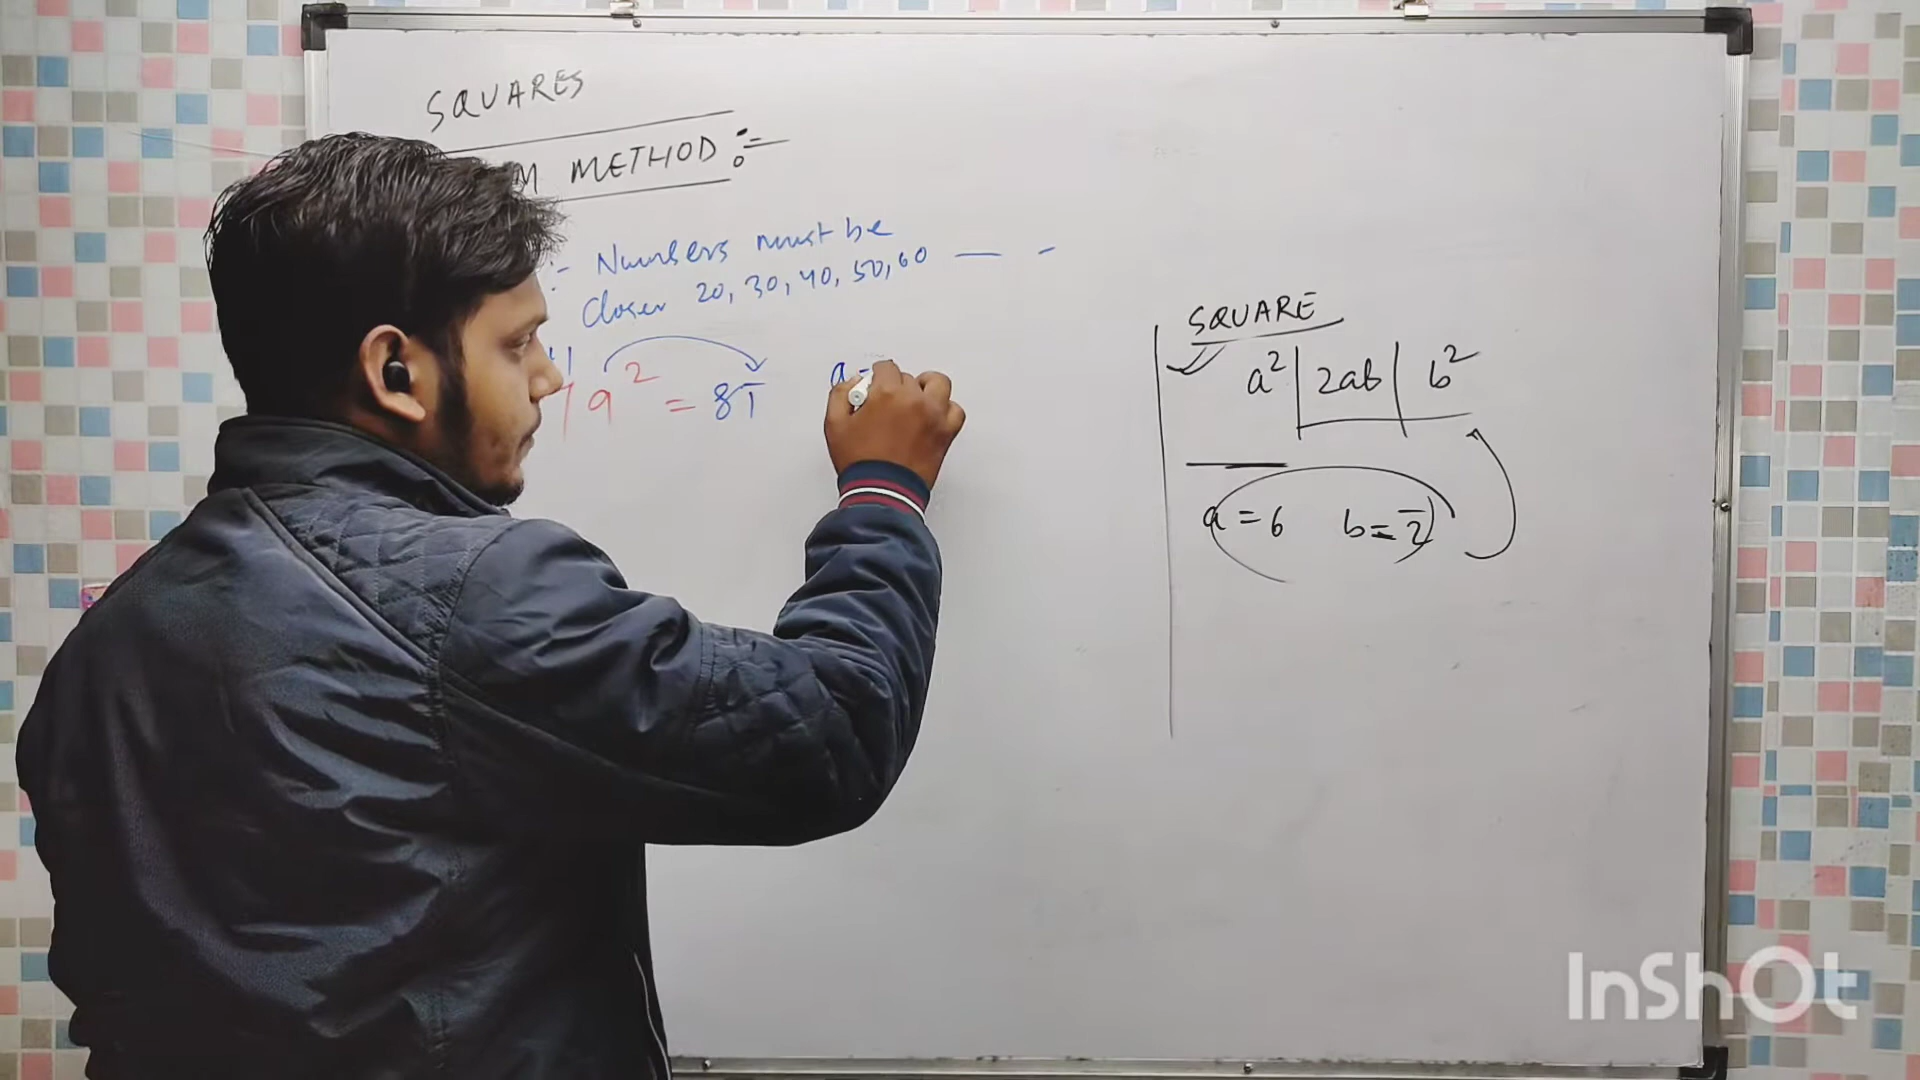 SQUARES
M METHOD :-
:- Numbers must be
Closer 20, 30, 40, 50, 60 — -
79² = 81̅ a =
SQUARE
a² | 2ab | b²
a = 6 b = 2̅
InShOt